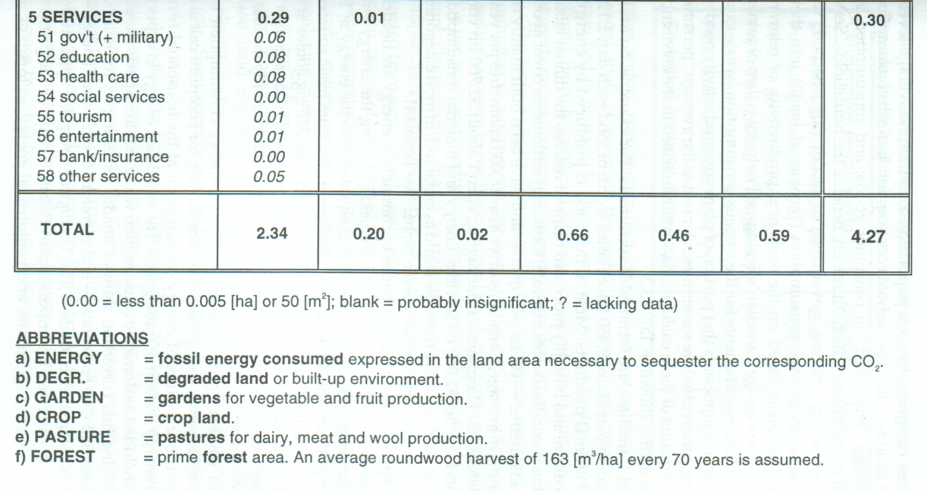 5 SERVICES 0.29 0.01 0.30
51 gov't (+ military) 0.06
52 education 0.08
53 health care 0.08
54 social services 0.00
55 tourism 0.01
56 entertainment 0.01
57 bank/insurance 0.00
58 other services 0.05
TOTAL 2.34 0.20 0.02 0.66 0.46 0.59 4.27
(0.00 = less than 0.005 [ha] or 50 [m²]; blank = probably insignificant; ? = lacking data)
ABBREVIATIONS
a) ENERGY = fossil energy consumed expressed in the land area necessary to sequester the corresponding CO₂.
b) DEGR. = degraded land or built-up environment.
c) GARDEN = gardens for vegetable and fruit production.
d) CROP = crop land.
e) PASTURE = pastures for dairy, meat and wool production.
f) FOREST = prime forest area. An average roundwood harvest of 163 [m³/ha] every 70 years is assumed.